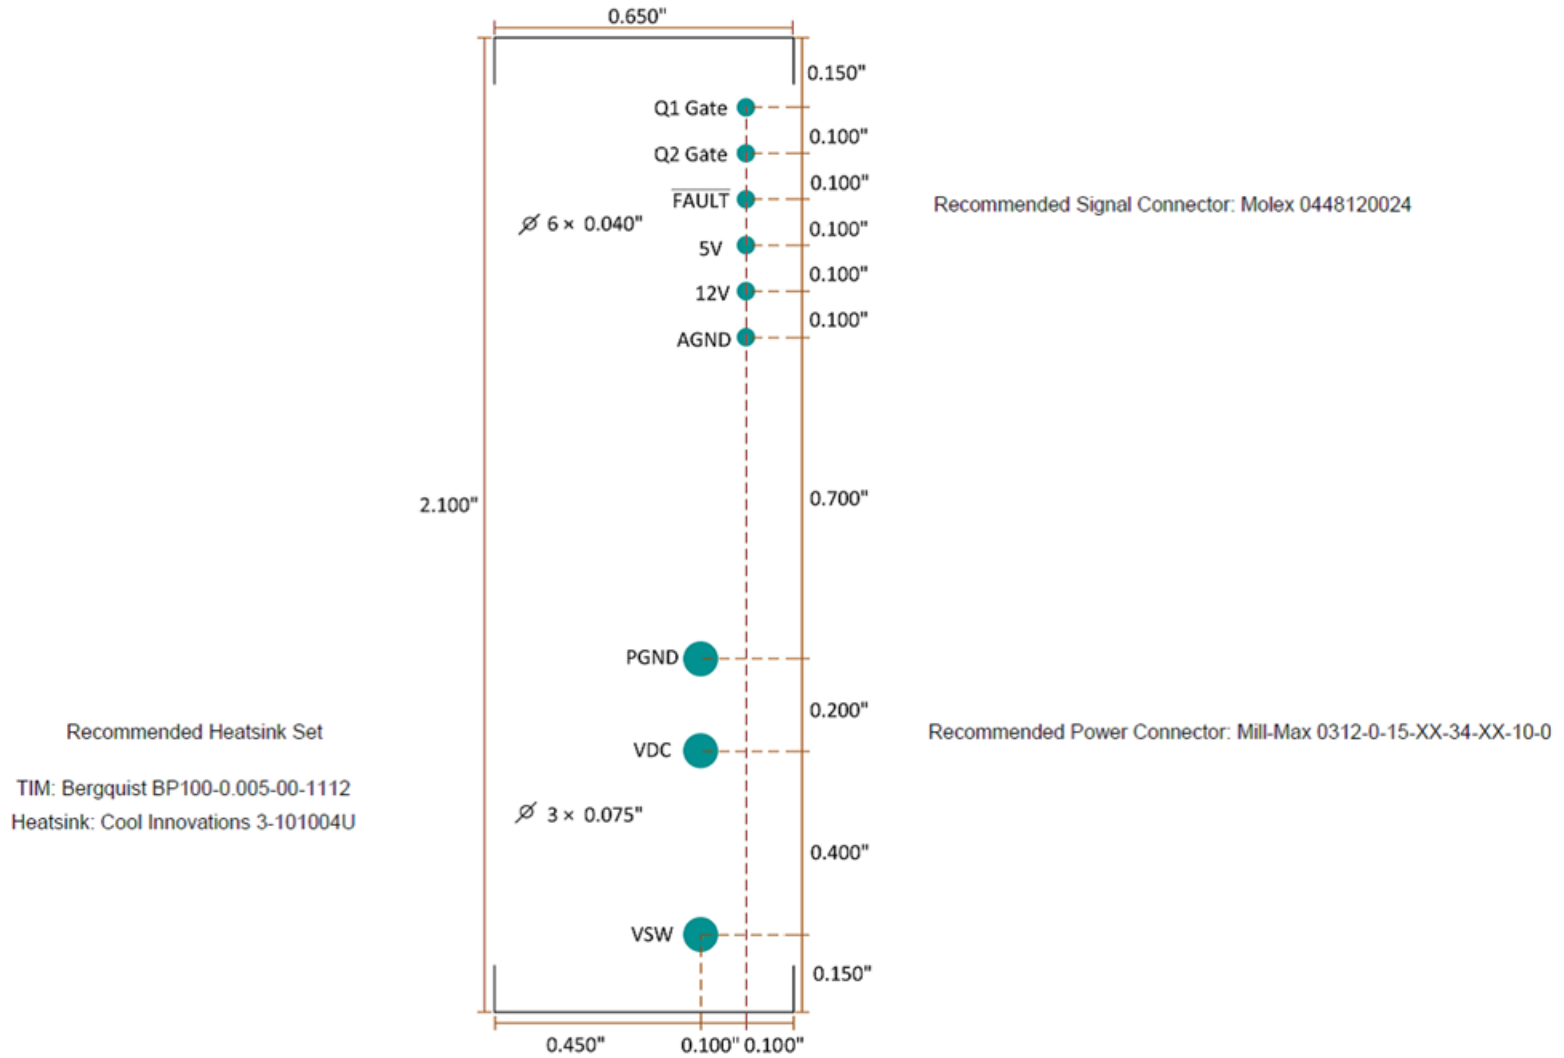 0.650"
0.150"
Q1 Gate
0.100"
Q2 Gate
0.100"
FAULT
Recommended Signal Connector: Molex 0448120024
⌀ 6 × 0.040"
0.100"
5V
0.100"
12V
0.100"
AGND
2.100"
0.700"
PGND
0.200"
Recommended Heatsink Set
Recommended Power Connector: Mill-Max 0312-0-15-XX-34-XX-10-0
VDC
TIM: Bergquist BP100-0.005-00-1112
⌀ 3 × 0.075"
Heatsink: Cool Innovations 3-101004U
0.400"
VSW
0.150"
0.450"
0.100" 0.100"